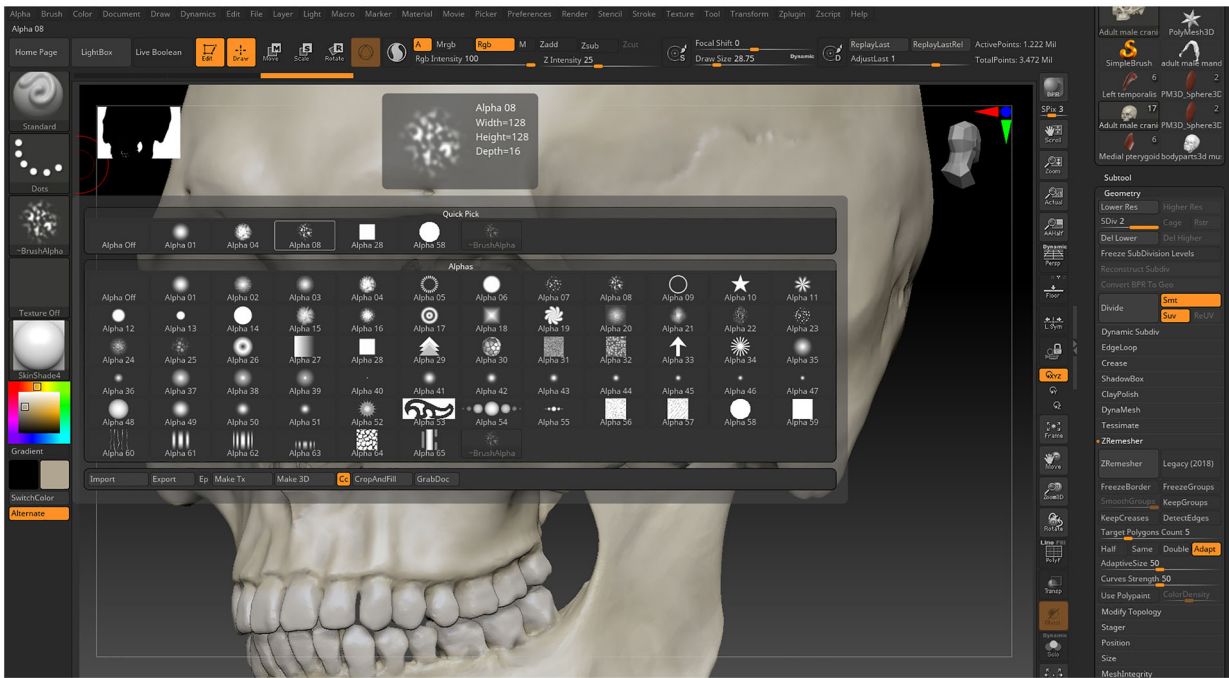 Alpha Brush Color Document Draw Dynamics Edit File Layer Light Macro Marker Material Movie Picker Preferences Render Stencil Stroke Texture Tool Transform Zplugin Zscript Help
Alpha 08
Home Page LightBox Live Boolean Edit Draw Move Scale Rotate
A Mrgb Rgb M Zadd Zsub Zcut
Rgb Intensity 100 Z Intensity 25
Focal Shift 0
Draw Size 28.75 Dynamic
ReplayLast ReplayLastRel ActivePoints: 1.222 Mil
AdjustLast 1 TotalPoints: 3.472 Mil
Standard
Dots
~BrushAlpha
Texture Off
SkinShade4
Gradient
SwitchColor
Alternate
Alpha 08
Width=128
Height=128
Depth=16
Quick Pick
Alpha Off Alpha 01 Alpha 04 Alpha 08 Alpha 28 Alpha 58 ~BrushAlpha
Alphas
Alpha Off Alpha 01 Alpha 02 Alpha 03 Alpha 04 Alpha 05 Alpha 06 Alpha 07 Alpha 08 Alpha 09 Alpha 10 Alpha 11
Alpha 12 Alpha 13 Alpha 14 Alpha 15 Alpha 16 Alpha 17 Alpha 18 Alpha 19 Alpha 20 Alpha 21 Alpha 22 Alpha 23
Alpha 24 Alpha 25 Alpha 26 Alpha 27 Alpha 28 Alpha 29 Alpha 30 Alpha 31 Alpha 32 Alpha 33 Alpha 34 Alpha 35
Alpha 36 Alpha 37 Alpha 38 Alpha 39 Alpha 40 Alpha 41 Alpha 42 Alpha 43 Alpha 44 Alpha 45 Alpha 46 Alpha 47
Alpha 48 Alpha 49 Alpha 50 Alpha 51 Alpha 52 Alpha 53 Alpha 54 Alpha 55 Alpha 56 Alpha 57 Alpha 58 Alpha 59
Alpha 60 Alpha 61 Alpha 62 Alpha 63 Alpha 64 Alpha 65 ~BrushAlpha
Import Export Ep Make Tx Make 3D Cc CropAndFill GrabDoc
BPR
SPix 3
Scroll
Zoom
Actual
AAHalf
Dynamic
Persp
Floor
L.Sym
Qxyz
Frame
Move
Zoom3D
Rotate
Line Fill
PolyF
Transp
Dynamic
Solo
Adult male crani PolyMesh3D
SimpleBrush adult male mand
6 2
Left temporalis PM3D_Sphere3D
17 2
Adult male crani PM3D_Sphere3D
6
Medial pterygoid bodyparts3d mu
Subtool
Geometry
Lower Res Higher Res
SDiv 2 Cage Rstr
Del Lower Del Higher
Freeze SubDivision Levels
Reconstruct Subdiv
Convert BPR To Geo
Divide Smt
Suv ReUV
Dynamic Subdiv
EdgeLoop
Crease
ShadowBox
ClayPolish
DynaMesh
Tessimate
ZRemesher
ZRemesher Legacy (2018)
FreezeBorder FreezeGroups
SmoothGroups KeepGroups
KeepCreases DetectEdges
Target Polygons Count 5
Half Same Double Adapt
AdaptiveSize 50
Curves Strength 50
Use Polypaint ColorDensity
Modify Topology
Stager
Position
Size
MeshIntegrity